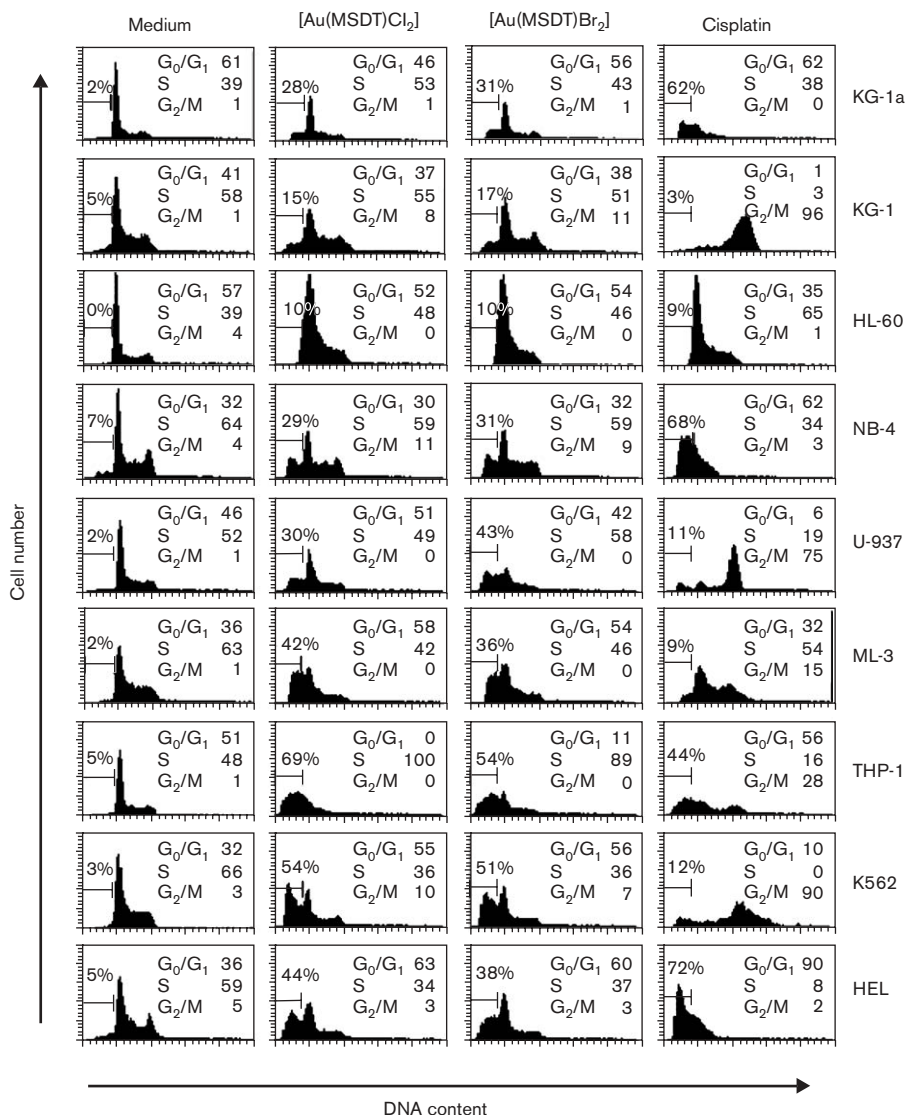 Medium [Au(MSDT)Cl₂] [Au(MSDT)Br₂] Cisplatin
G₀/G₁ 61 G₀/G₁ 46 G₀/G₁ 56 G₀/G₁ 62
2% S 39 28% S 53 31% S 43 62% S 38 KG-1a
G₂/M 1 G₂/M 1 G₂/M 1 G₂/M 0
G₀/G₁ 41 G₀/G₁ 37 G₀/G₁ 38 G₀/G₁ 1
5% S 58 15% S 55 17% S 51 3% S 3 KG-1
G₂/M 1 G₂/M 8 G₂/M 11 G₂/M 96
G₀/G₁ 57 G₀/G₁ 52 G₀/G₁ 54 G₀/G₁ 35
0% S 39 10% S 48 10% S 46 9% S 65 HL-60
G₂/M 4 G₂/M 0 G₂/M 0 G₂/M 1
G₀/G₁ 32 G₀/G₁ 30 G₀/G₁ 32 G₀/G₁ 62
7% S 64 29% S 59 31% S 59 68% S 34 NB-4
G₂/M 4 G₂/M 11 G₂/M 9 G₂/M 3
G₀/G₁ 46 G₀/G₁ 51 G₀/G₁ 42 G₀/G₁ 6
2% S 52 30% S 49 43% S 58 11% S 19 U-937
G₂/M 1 G₂/M 0 G₂/M 0 G₂/M 75
G₀/G₁ 36 G₀/G₁ 58 G₀/G₁ 54 G₀/G₁ 32
2% S 63 42% S 42 36% S 46 9% S 54 ML-3
G₂/M 1 G₂/M 0 G₂/M 0 G₂/M 15
G₀/G₁ 51 G₀/G₁ 0 G₀/G₁ 11 G₀/G₁ 56
5% S 48 69% S 100 54% S 89 44% S 16 THP-1
G₂/M 1 G₂/M 0 G₂/M 0 G₂/M 28
G₀/G₁ 32 G₀/G₁ 55 G₀/G₁ 56 G₀/G₁ 10
3% S 66 54% S 36 51% S 36 12% S 0 K562
G₂/M 3 G₂/M 10 G₂/M 7 G₂/M 90
G₀/G₁ 36 G₀/G₁ 63 G₀/G₁ 60 G₀/G₁ 90
5% S 59 44% S 34 38% S 37 72% S 8 HEL
G₂/M 5 G₂/M 3 G₂/M 3 G₂/M 2
Cell number
DNA content